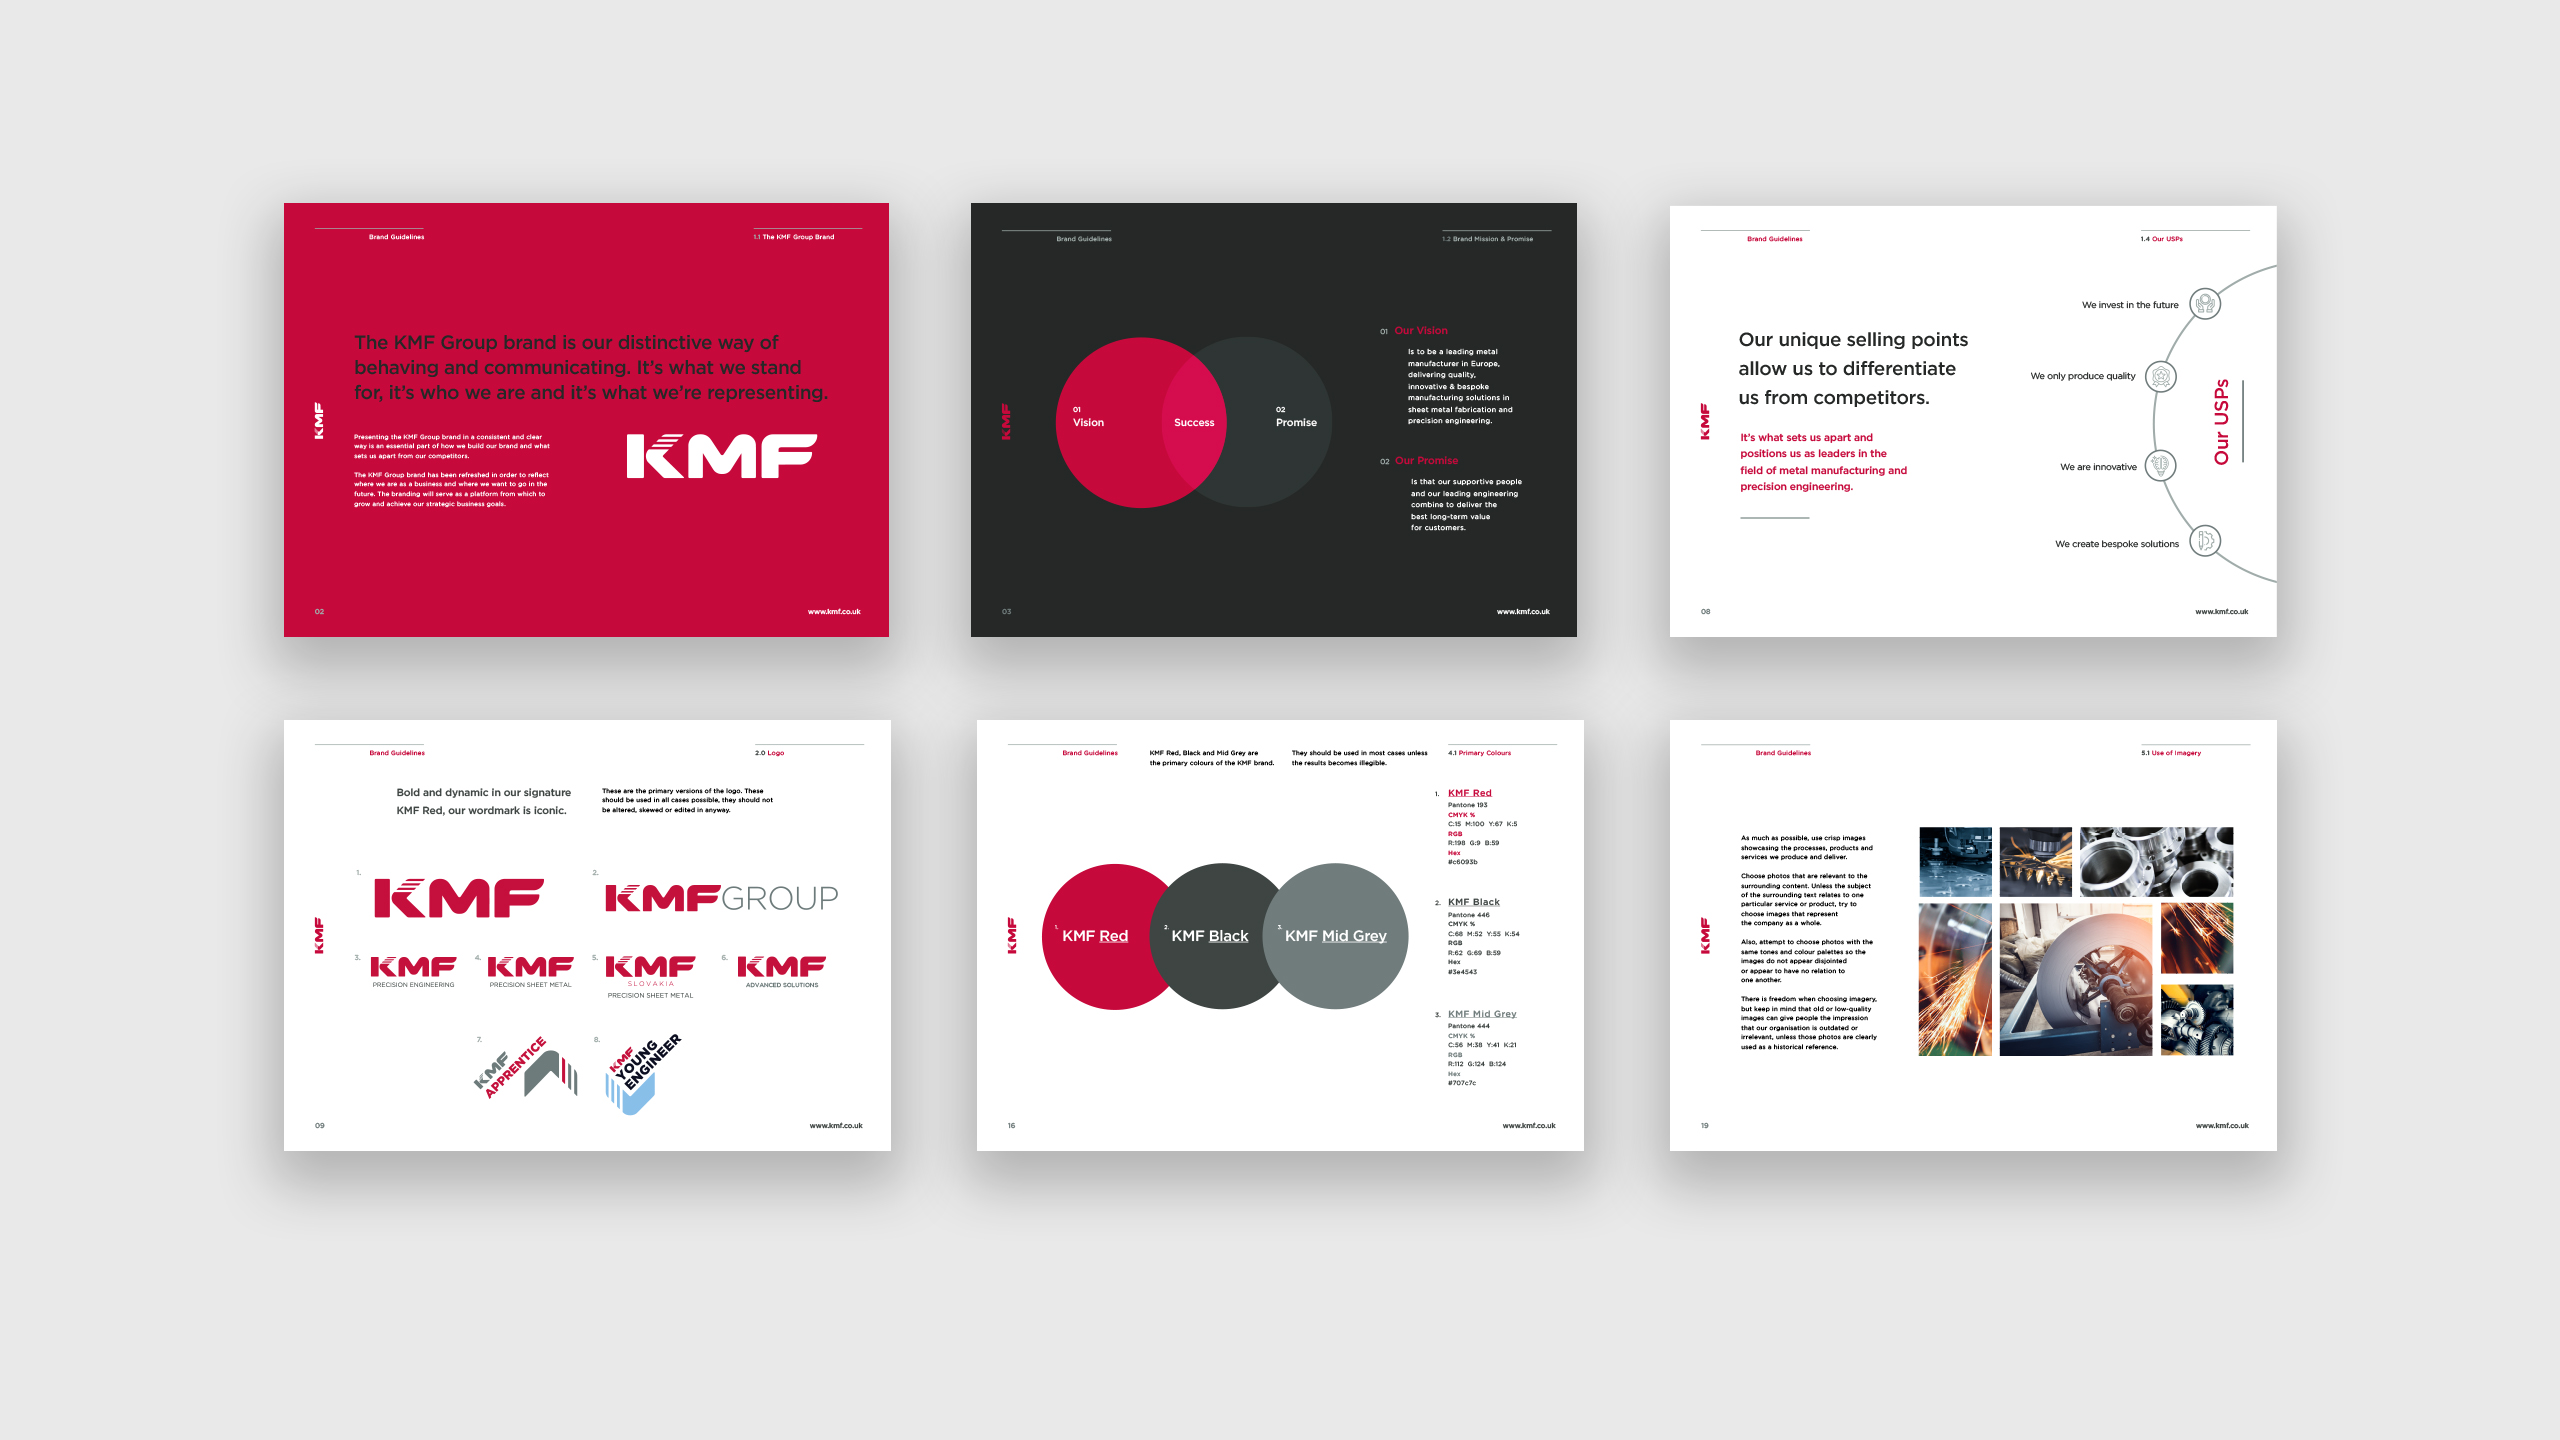 Brand Guidelines
1.1 The KMF Group Brand
The KMF Group brand is our distinctive way of
behaving and communicating. It's what we stand
for, it's who we are and it's what we're representing.
KMF
Presenting the KMF Group brand in a consistent and clear
way is an essential part of how we build our brand and what
sets us apart from our competitors.
The KMF Group brand has been refreshed in order to reflect
where we are as a business and where we want to go in the
future. The branding will serve as a platform from which to
grow and achieve our strategic business goals.
KMF
02
www.kmf.co.uk
Brand Guidelines
1.2 Brand Mission & Promise
KMF
01
Vision
Success
02
Promise
01 Our Vision
Is to be a leading metal
manufacturer in Europe,
delivering quality,
innovative & bespoke
manufacturing solutions in
sheet metal fabrication and
precision engineering.
02 Our Promise
Is that our supportive people
and our leading engineering
combine to deliver the
best long-term value
for customers.
03
www.kmf.co.uk
Brand Guidelines
1.4 Our USPs
Our unique selling points
allow us to differentiate
us from competitors.
KMF
It's what sets us apart and
positions us as leaders in the
field of metal manufacturing and
precision engineering.
We invest in the future
We only produce quality
We are innovative
We create bespoke solutions
Our USPs
08
www.kmf.co.uk
Brand Guidelines
2.0 Logo
Bold and dynamic in our signature
KMF Red, our wordmark is iconic.
These are the primary versions of the logo. These
should be used in all cases possible, they should not
be altered, skewed or edited in anyway.
KMF
1.
KMF
2.
KMFGROUP
3.
KMF
PRECISION ENGINEERING
4.
KMF
PRECISION SHEET METAL
5.
KMF
SLOVAKIA
PRECISION SHEET METAL
6.
KMF
ADVANCED SOLUTIONS
7.
KMF
APPRENTICE
8.
KMF
YOUNG
ENGINEER
09
www.kmf.co.uk
Brand Guidelines
KMF Red, Black and Mid Grey are
the primary colours of the KMF brand.
They should be used in most cases unless
the results becomes illegible.
4.1 Primary Colours
KMF
1. KMF Red
2. KMF Black
3. KMF Mid Grey
1. KMF Red
Pantone 193
CMYK %
C:15 M:100 Y:67 K:5
RGB
R:198 G:9 B:59
Hex
#c6093b
2. KMF Black
Pantone 446
CMYK %
C:68 M:52 Y:55 K:54
RGB
R:62 G:69 B:59
Hex
#3e4543
3. KMF Mid Grey
Pantone 444
CMYK %
C:56 M:38 Y:41 K:21
RGB
R:112 G:124 B:124
Hex
#707c7c
16
www.kmf.co.uk
Brand Guidelines
5.1 Use of Imagery
KMF
As much as possible, use crisp images
showcasing the processes, products and
services we produce and deliver.
Choose photos that are relevant to the
surrounding content. Unless the subject
of the surrounding text relates to one
particular service or product, try to
choose images that represent
the company as a whole.
Also, attempt to choose photos with the
same tones and colour palettes so the
images do not appear disjointed
or appear to have no relation to
one another.
There is freedom when choosing imagery,
but keep in mind that old or low-quality
images can give people the impression
that our organisation is outdated or
irrelevant, unless those photos are clearly
used as a historical reference.
19
www.kmf.co.uk